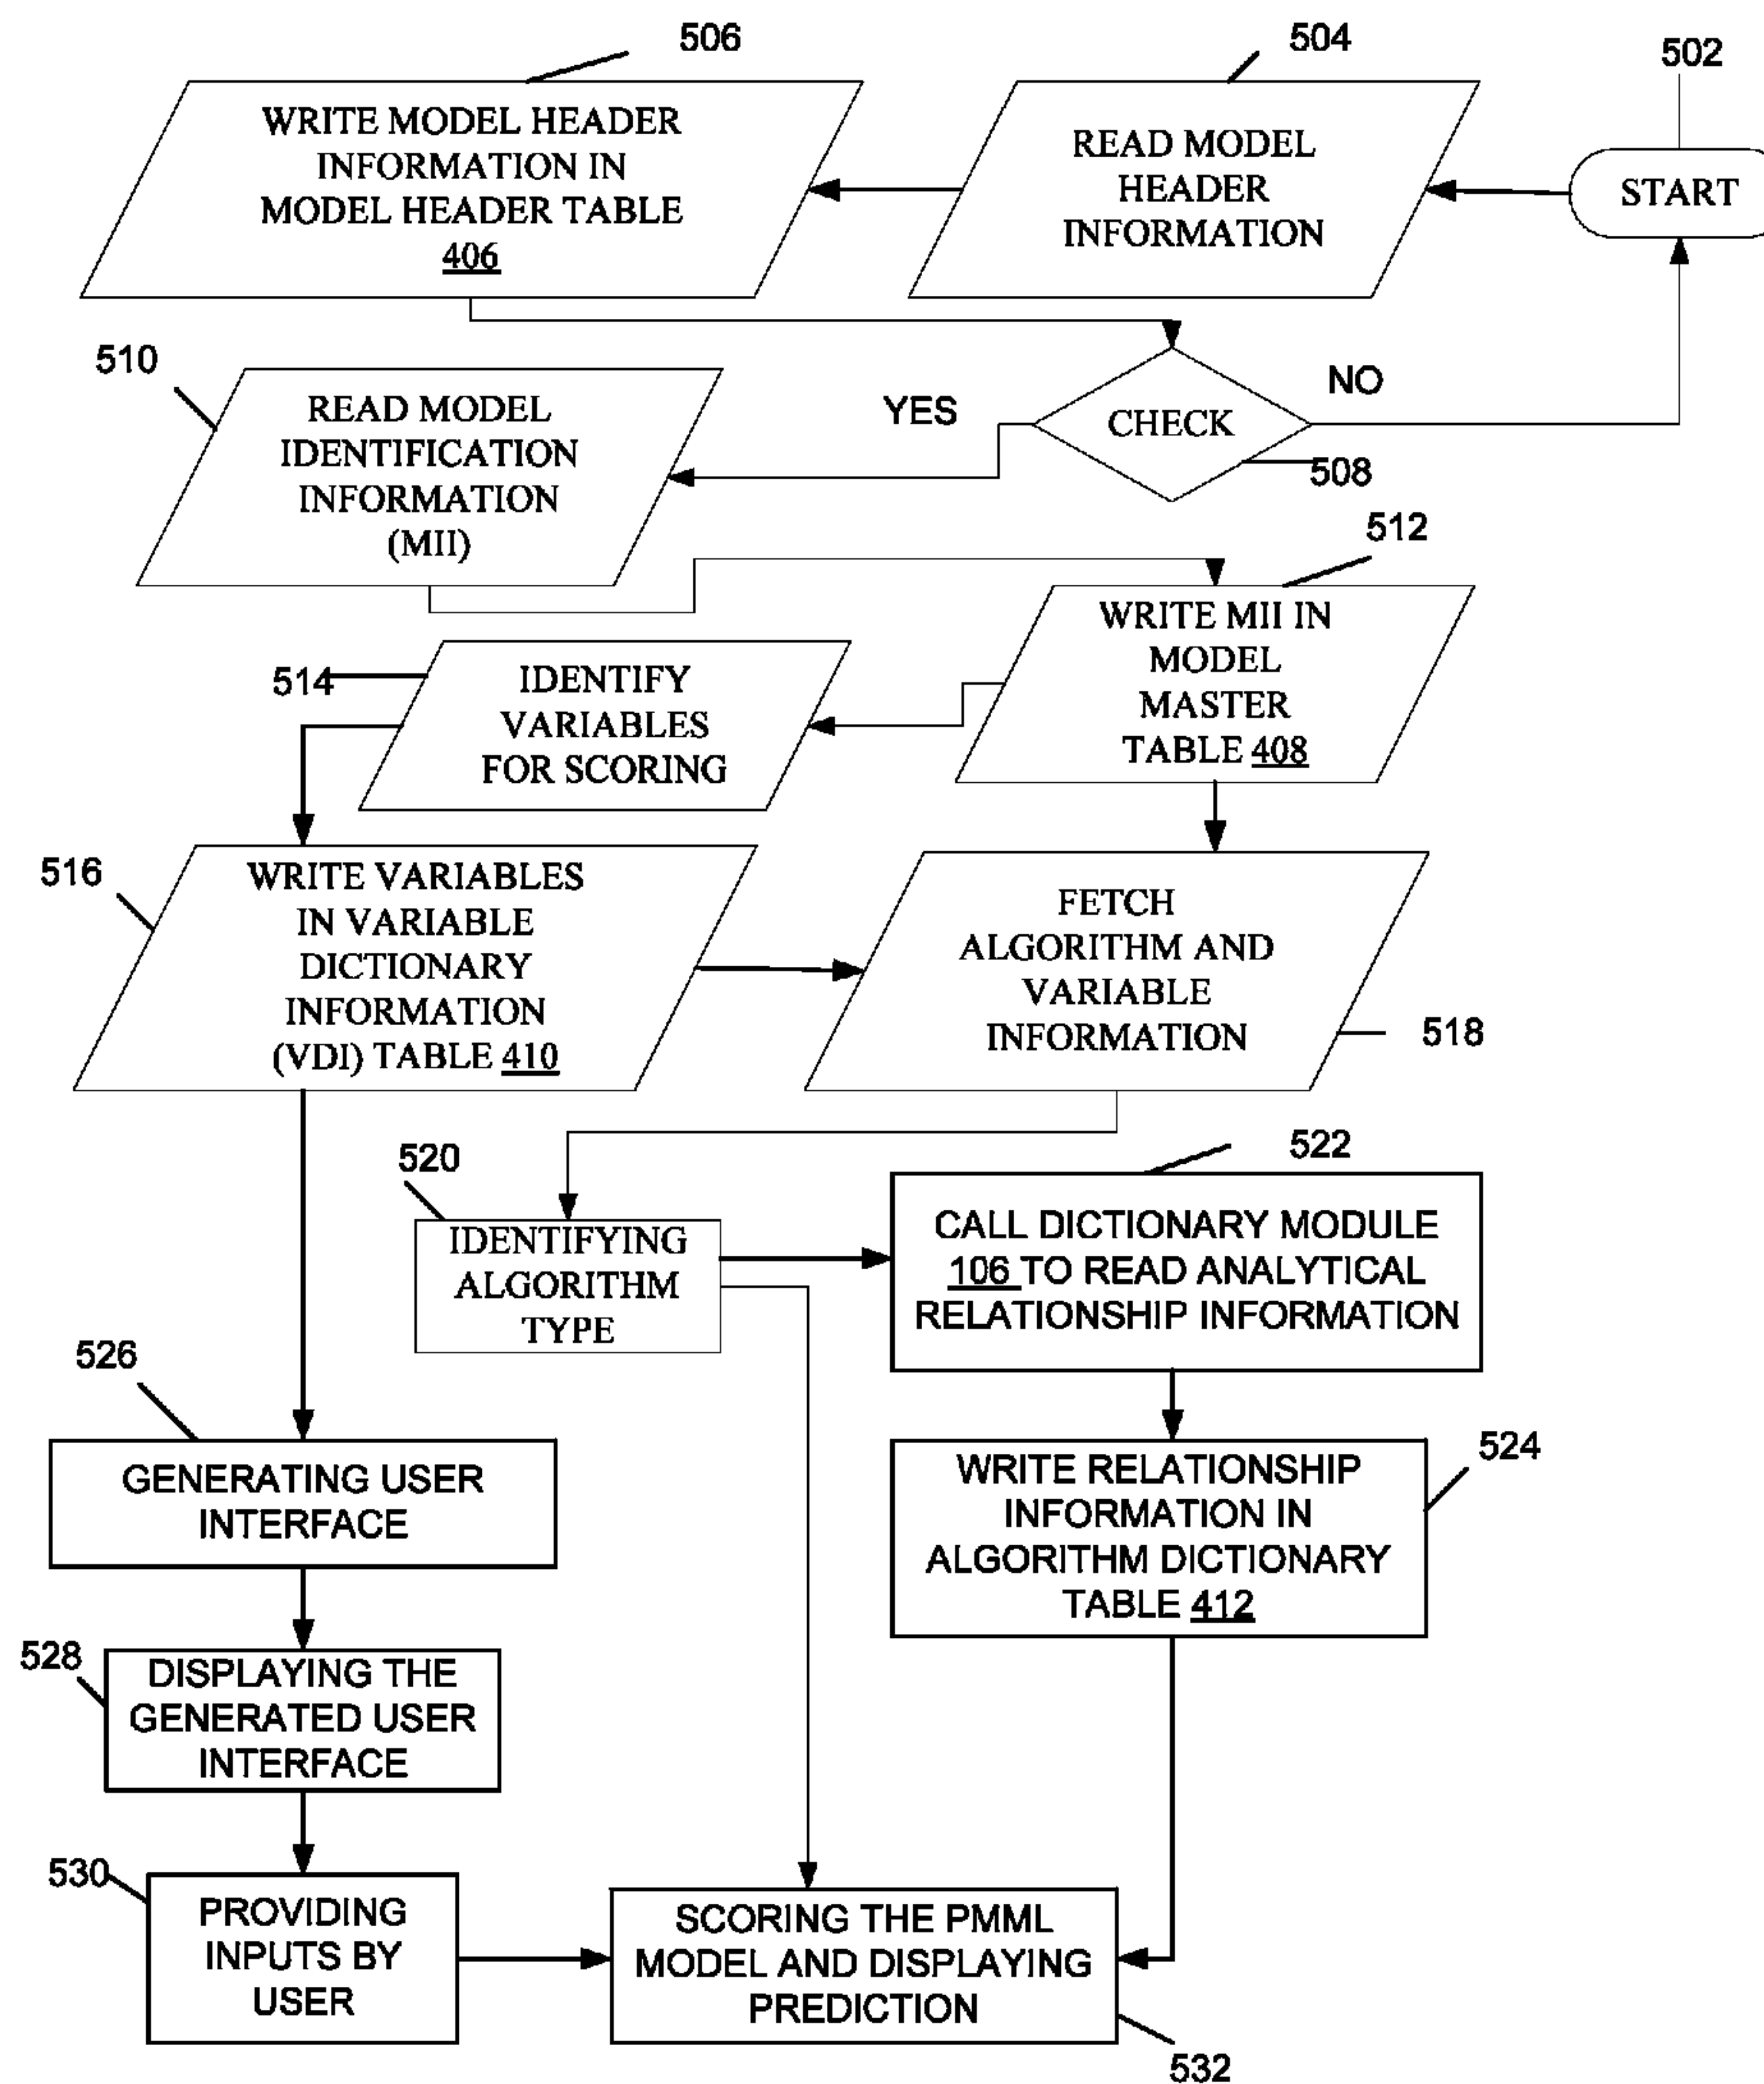 506
504
502
WRITE MODEL HEADER
INFORMATION IN
MODEL HEADER TABLE
406
READ MODEL
HEADER
INFORMATION
START
510
READ MODEL
IDENTIFICATION
INFORMATION
(MII)
YES
CHECK
NO
508
512
WRITE MII IN
MODEL
MASTER
TABLE 408
514
IDENTIFY
VARIABLES
FOR SCORING
516
WRITE VARIABLES
IN VARIABLE
DICTIONARY
INFORMATION
(VDI) TABLE 410
FETCH
ALGORITHM AND
VARIABLE
INFORMATION
518
520
IDENTIFYING
ALGORITHM
TYPE
522
CALL DICTIONARY MODULE
106 TO READ ANALYTICAL
RELATIONSHIP INFORMATION
526
GENERATING USER
INTERFACE
524
WRITE RELATIONSHIP
INFORMATION IN
ALGORITHM DICTIONARY
TABLE 412
528
DISPLAYING THE
GENERATED USER
INTERFACE
530
PROVIDING
INPUTS BY
USER
SCORING THE PMML
MODEL AND DISPLAYING
PREDICTION
532